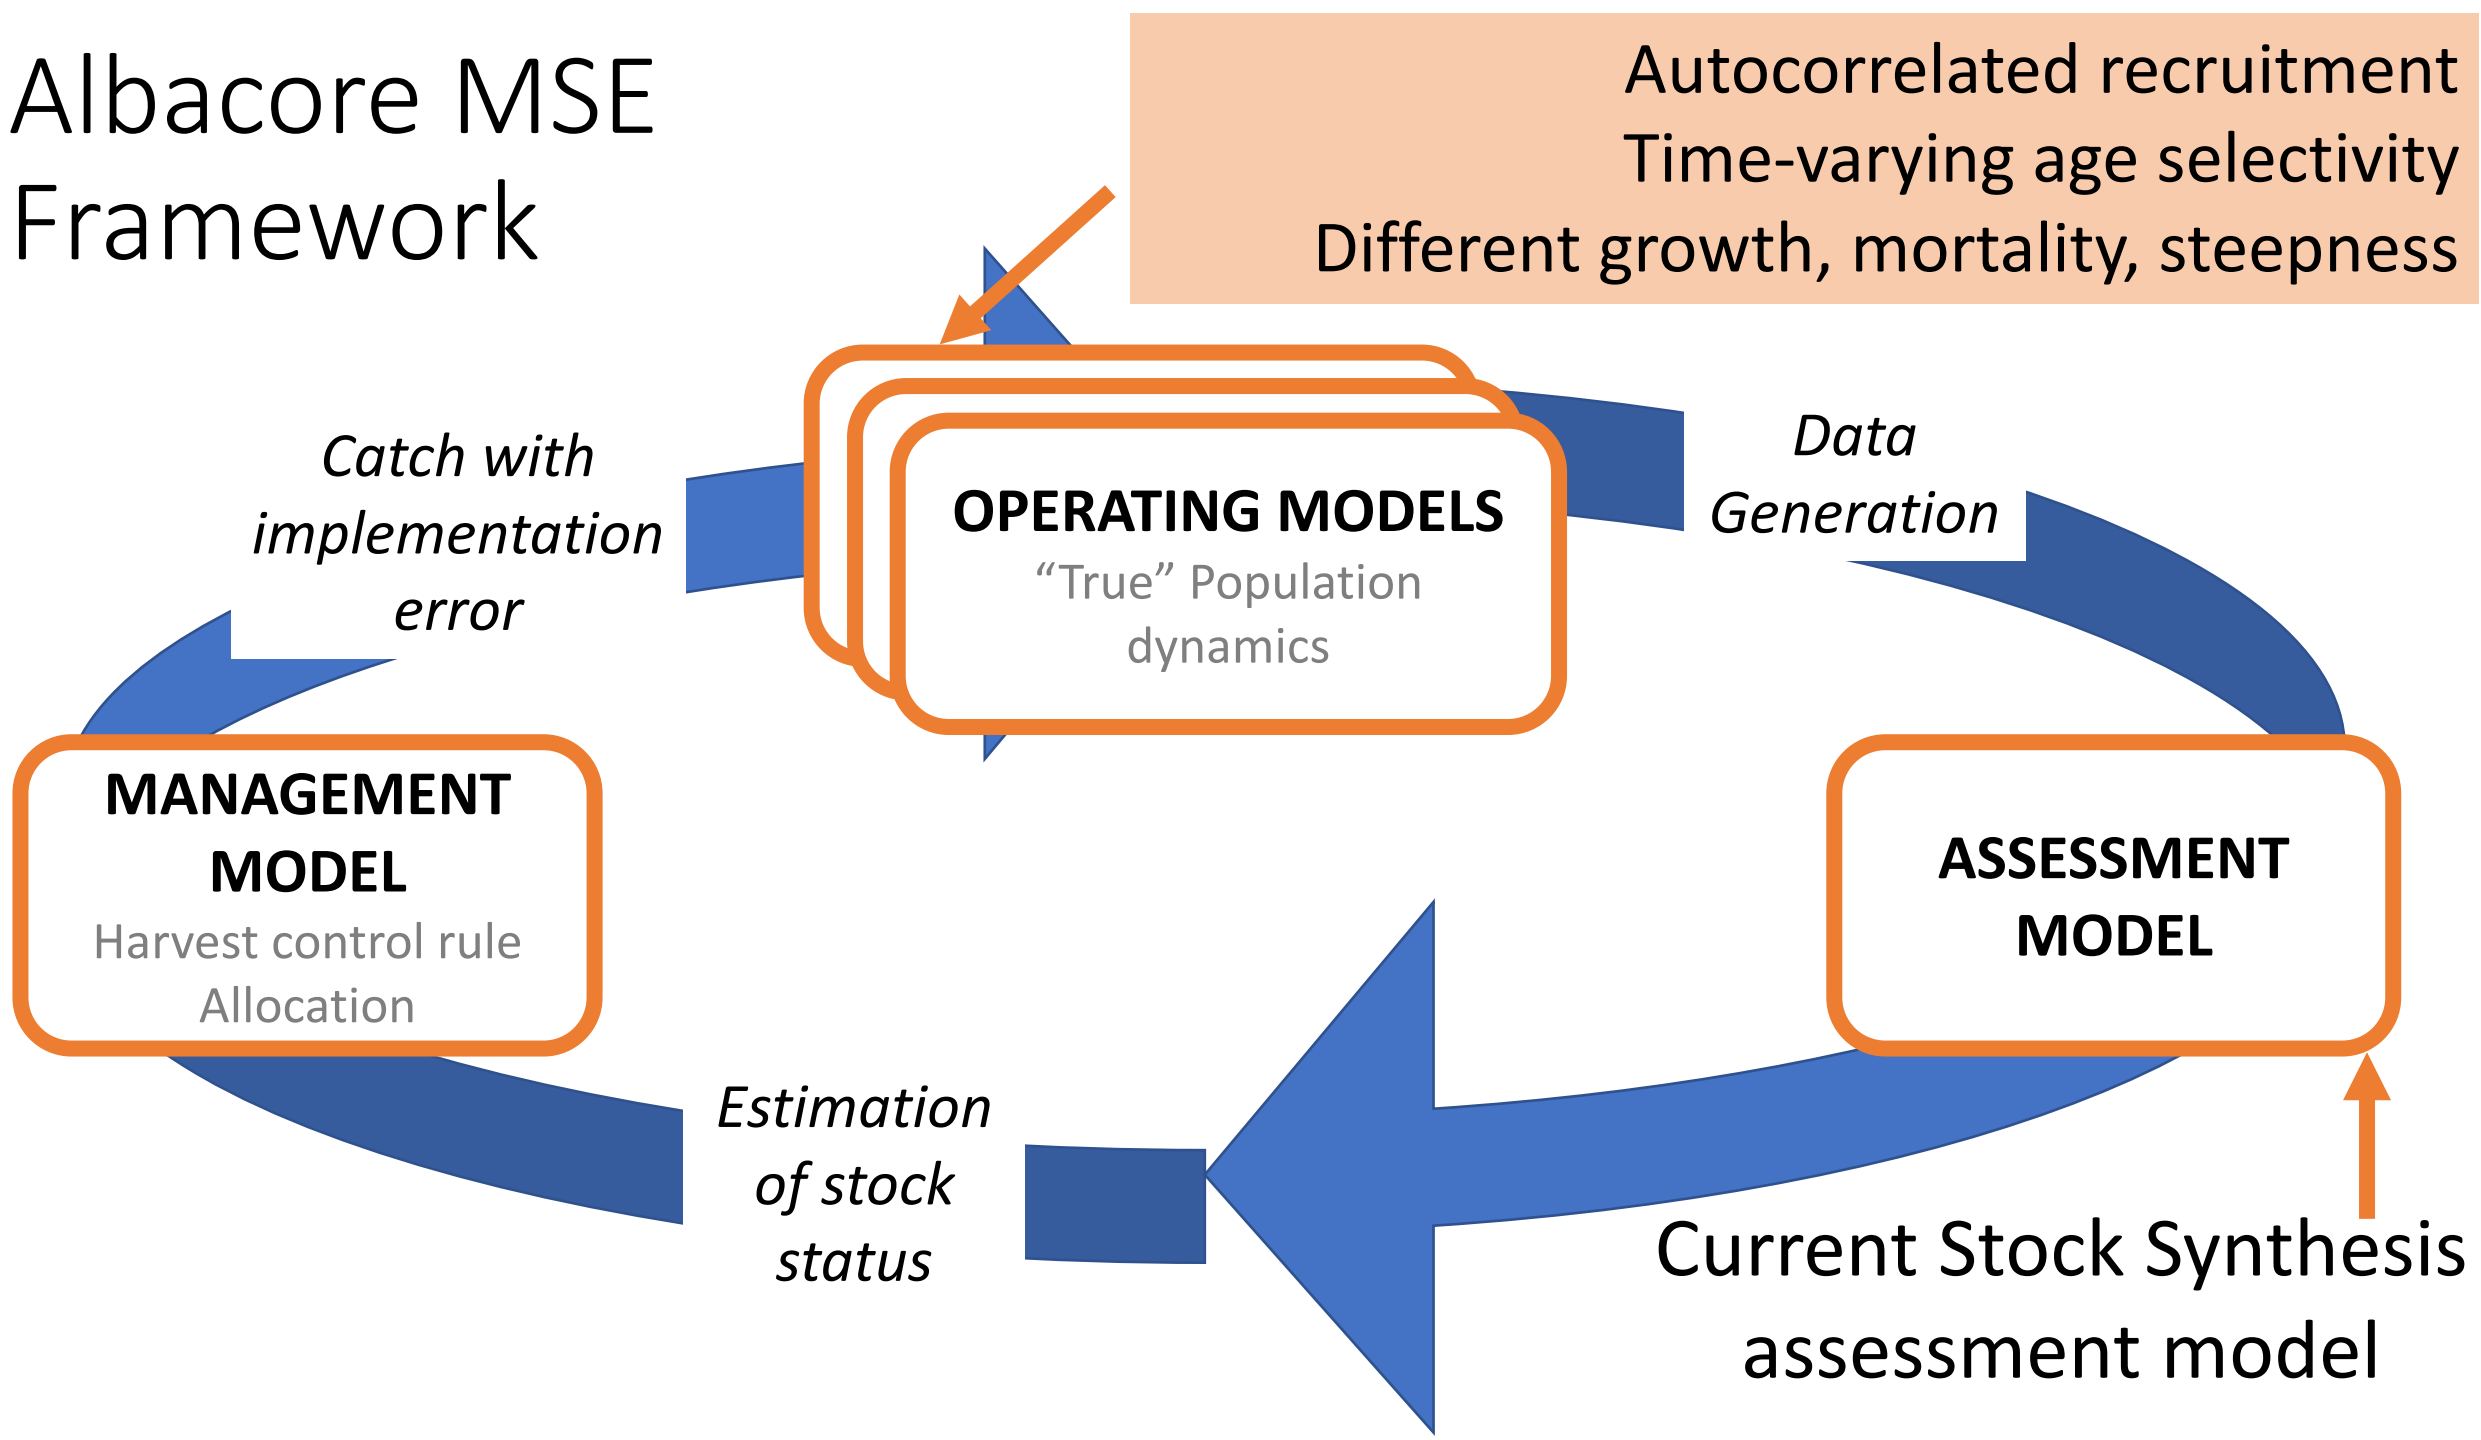 Albacore MSE
Framework
Autocorrelated recruitment
Time-varying age selectivity
Different growth, mortality, steepness
Catch with
implementation
error
OPERATING MODELS
“True” Population
dynamics
Data
Generation
MANAGEMENT
MODEL
Harvest control rule
Allocation
ASSESSMENT
MODEL
Estimation
of stock
status
Current Stock Synthesis
assessment model